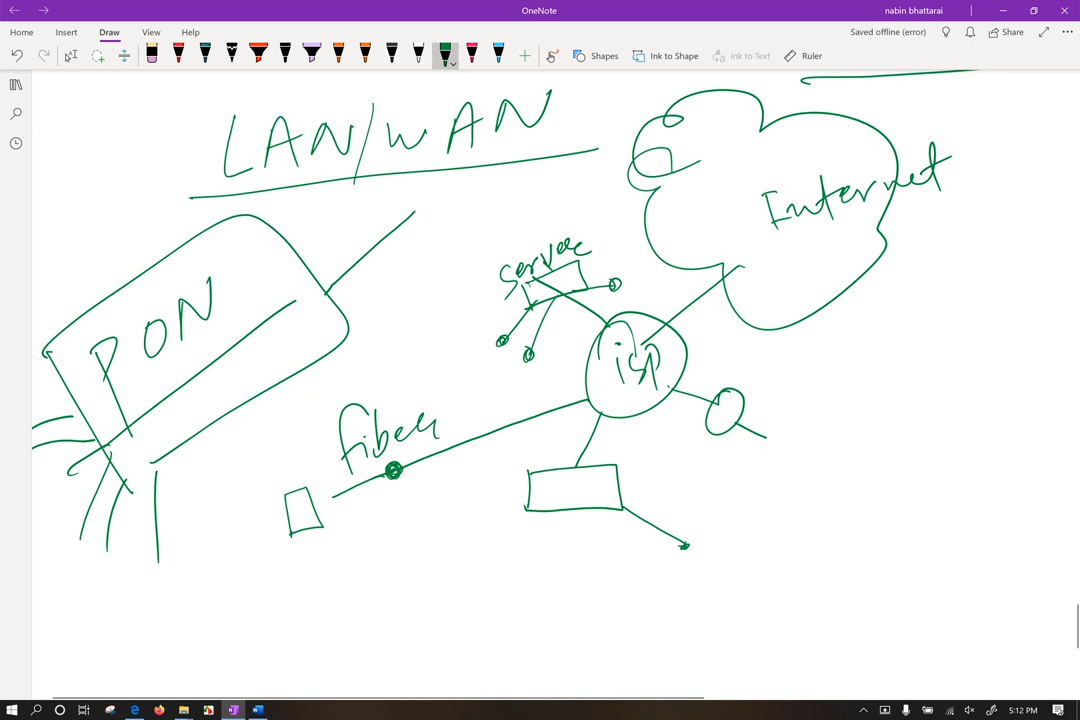 OneNote
nabin bhattarai
Home Insert Draw View Help
Saved offline (error)
Share
Shapes
Ink to Shape
Ink to Text
Ruler
LAN/WAN
Internet
server
PON
isp
fiber
5:12 PM